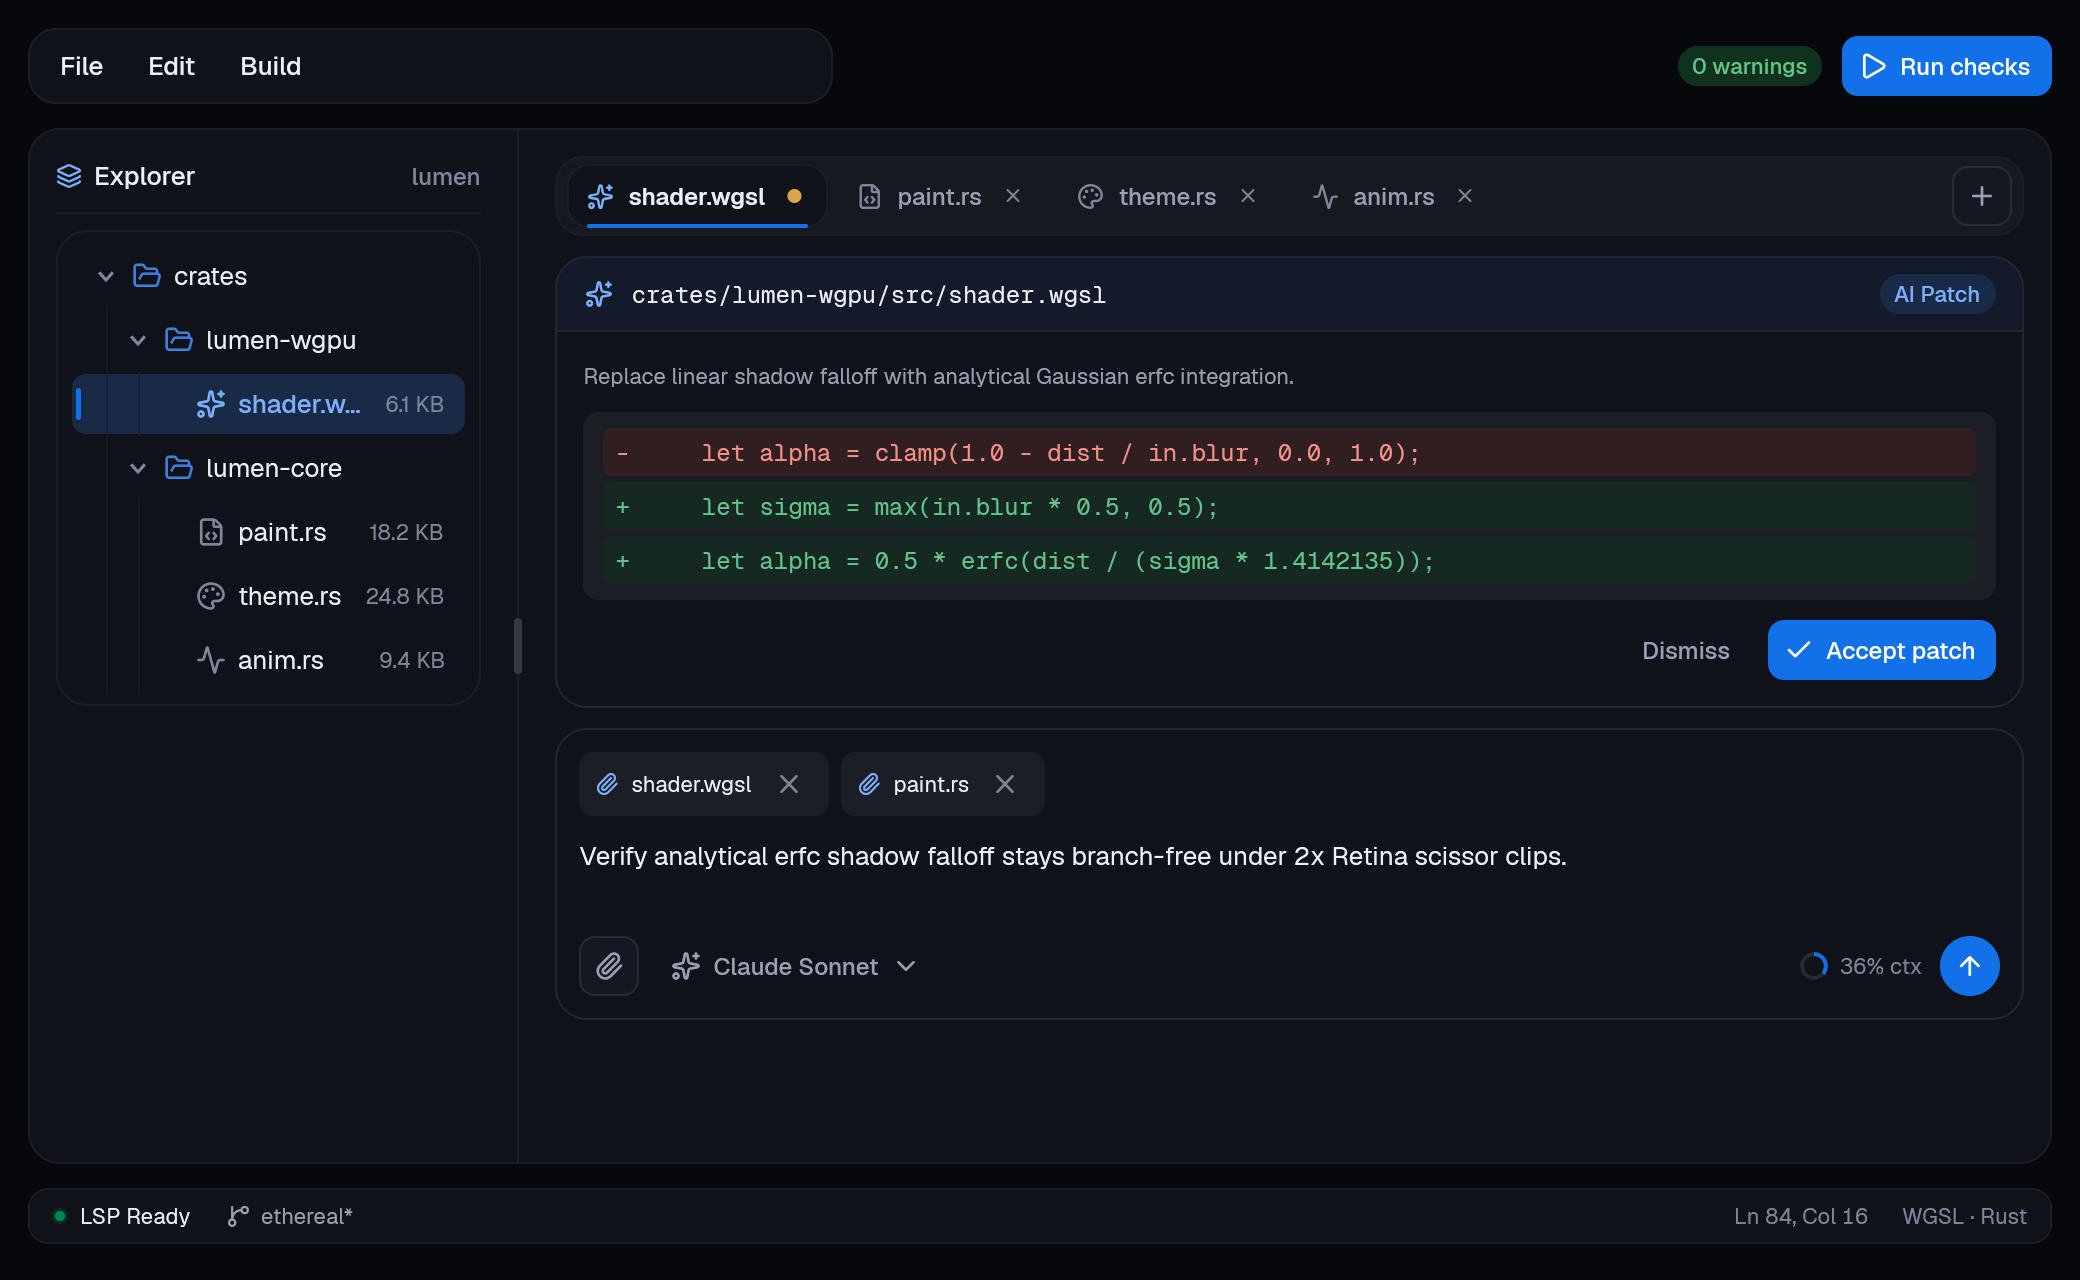 File Edit Build
0 warnings
Run checks
Explorer
lumen
crates
lumen-wgpu
shader.w... 6.1 KB
lumen-core
paint.rs 18.2 KB
theme.rs 24.8 KB
anim.rs 9.4 KB
shader.wgsl paint.rs theme.rs anim.rs
crates/lumen-wgpu/src/shader.wgsl
AI Patch
Replace linear shadow falloff with analytical Gaussian erfc integration.
- let alpha = clamp(1.0 - dist / in.blur, 0.0, 1.0);
+ let sigma = max(in.blur * 0.5, 0.5);
+ let alpha = 0.5 * erfc(dist / (sigma * 1.4142135));
Dismiss
Accept patch
shader.wgsl paint.rs
Verify analytical erfc shadow falloff stays branch-free under 2x Retina scissor clips.
Claude Sonnet
36% ctx
LSP Ready
ethereal*
Ln 84, Col 16
WGSL · Rust